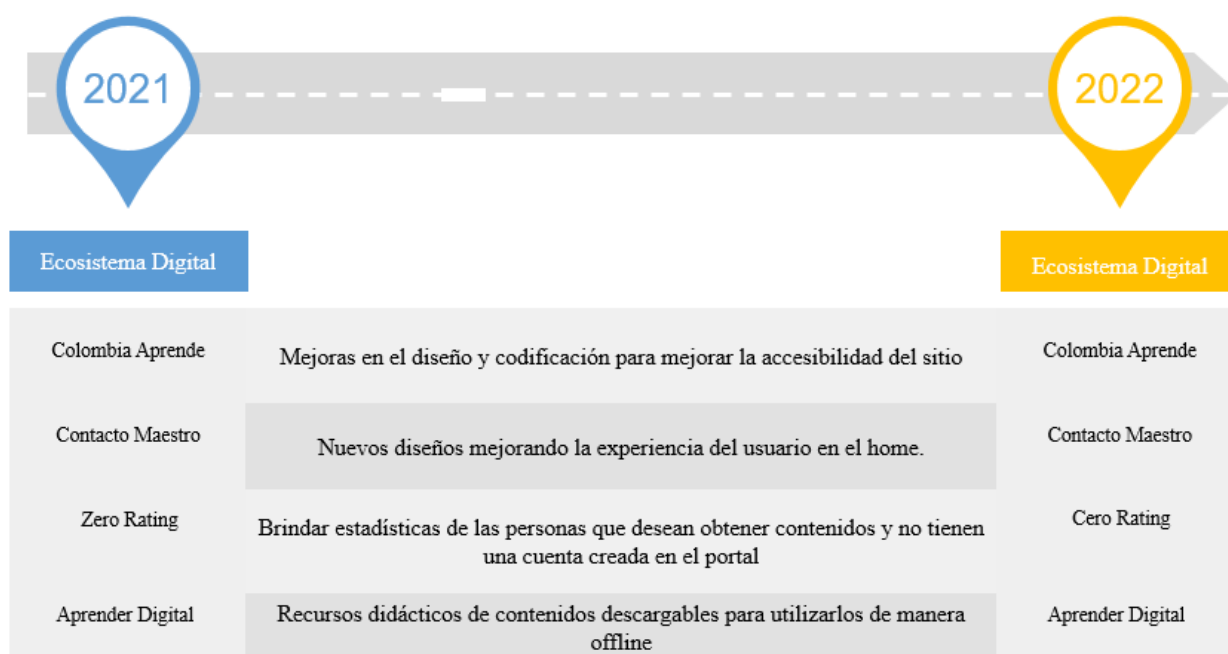 2021
2022
Ecosistema Digital
Ecosistema Digital
Colombia Aprende
Mejoras en el diseño y codificación para mejorar la accesibilidad del sitio
Colombia Aprende
Contacto Maestro
Nuevos diseños mejorando la experiencia del usuario en el home.
Contacto Maestro
Zero Rating
Brindar estadísticas de las personas que desean obtener contenidos y no tienen
una cuenta creada en el portal
Cero Rating
Aprender Digital
Recursos didácticos de contenidos descargables para utilizarlos de manera
offline
Aprender Digital